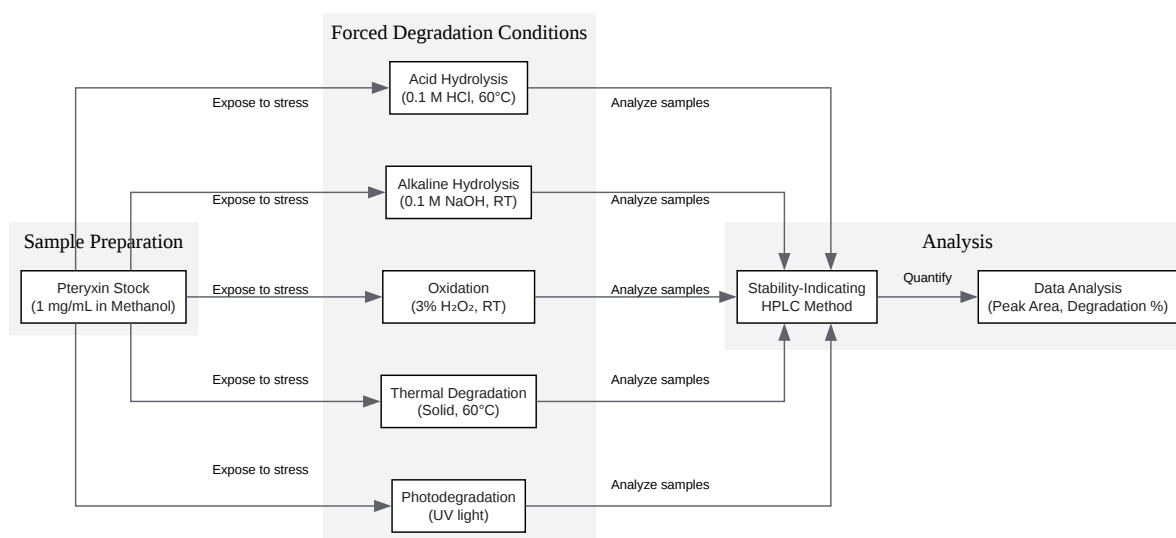 Forced Degradation Conditions
Acid Hydrolysis
(0.1 M HCl, 60°C)
Expose to stress
Analyze samples
Alkaline Hydrolysis
(0.1 M NaOH, RT)
Expose to stress
Analyze samples
Sample Preparation
Analysis
Pteryxin Stock
(1 mg/mL in Methanol)
Expose to stress
Oxidation
(3% H₂O₂, RT)
Analyze samples
Stability-Indicating
HPLC Method
Quantify
Data Analysis
(Peak Area, Degradation %)
Expose to stress
Thermal Degradation
(Solid, 60°C)
Analyze samples
Expose to stress
Photodegradation
(UV light)
Analyze samples